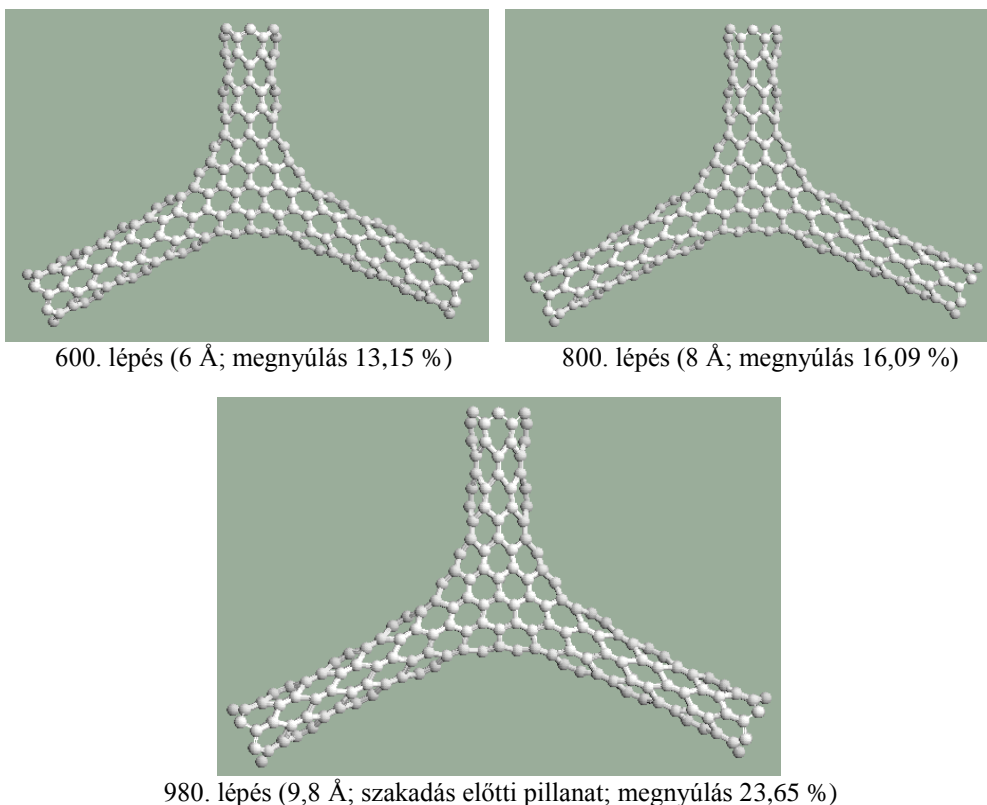 600. lépés (6 Å; megnyúlás 13,15 %)
800. lépés (8 Å; megnyúlás 16,09 %)
980. lépés (9,8 Å; szakadás előtti pillanat; megnyúlás 23,65 %)